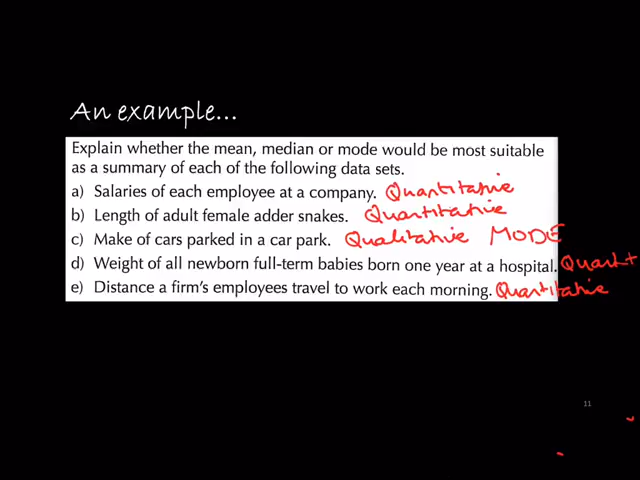 An example...
Explain whether the mean, median or mode would be most suitable
as a summary of each of the following data sets.
a) Salaries of each employee at a company. Quantitative
b) Length of adult female adder snakes. Quantitative
c) Make of cars parked in a car park. Qualitative MODE
d) Weight of all newborn full-term babies born one year at a hospital. Quant +
e) Distance a firm's employees travel to work each morning. Quantitative
11